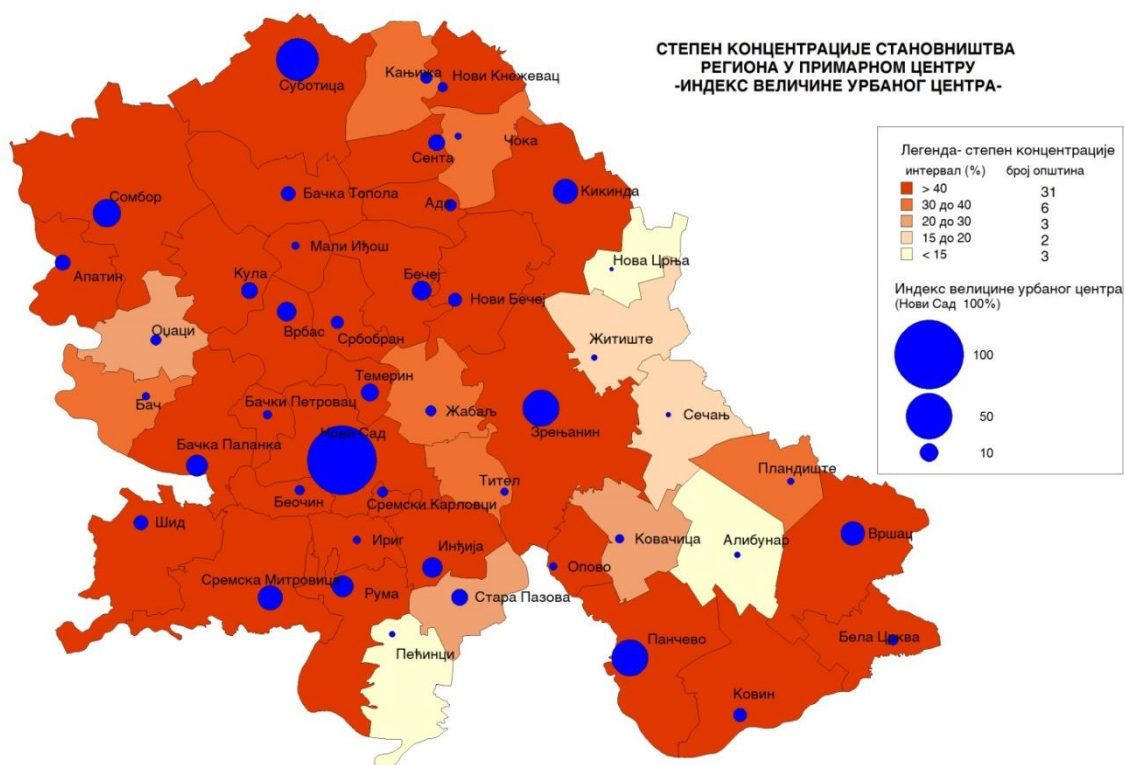 СТЕПЕН КОНЦЕНТРАЦИЈЕ СТАНОВНИШТВА
РЕГИОНА У ПРИМАРНОМ ЦЕНТРУ
-ИНДЕКС ВЕЛИЧИНЕ УРБАНОГ ЦЕНТРА-
Легенда- степен концентрације
интервал (%) број општина
> 40 31
30 до 40 6
20 до 30 3
15 до 20 2
< 15 3
Индекс велицине урбаног центра
(Нови Сад 100%)
100
50
10
Суботица
Кањижа
Нови Кнежевац
Чока
Сента
Сомбор
Бачка Топола
Ада
Кикинда
Мали Иђош
Апатин
Кула
Бечеј
Нови Бечеј
Нова Црња
Оџаци
Врбас
Србобран
Житиште
Темерин
Бач
Бачки Петровац
Жабаљ
Сечањ
Нови Сад
Зрењанин
Бачка Паланка
Пландиште
Тител
Беочин
Сремски Карловци
Шид
Ириг
Ковачица
Алибунар
Вршац
Инђија
Опово
Сремска Митровица
Рума
Стара Пазова
Панчево
Бела Црква
Пећинци
Ковин